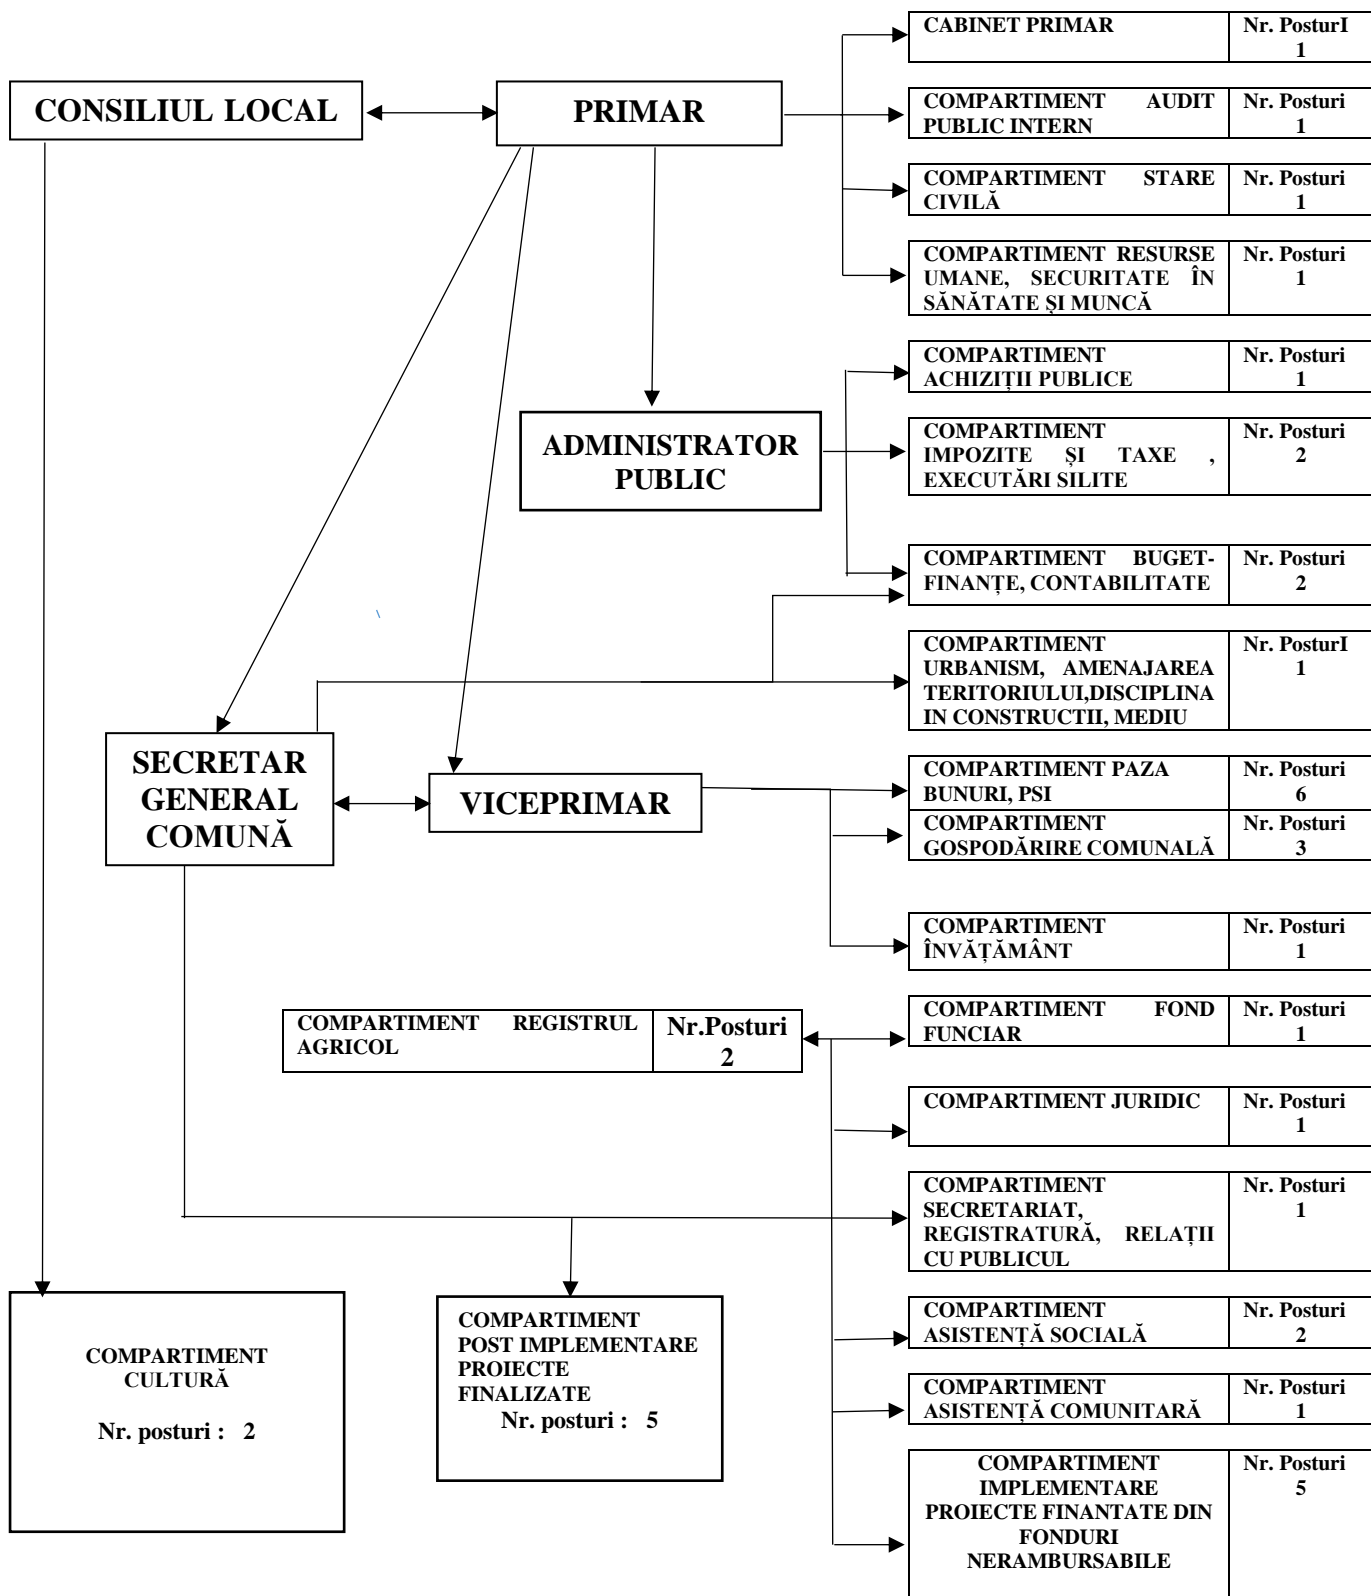 CABINET PRIMAR
Nr. PosturI
1
CONSILIUL LOCAL
PRIMAR
COMPARTIMENT AUDIT
PUBLIC INTERN
Nr. Posturi
1
COMPARTIMENT STARE
CIVILĂ
Nr. Posturi
1
COMPARTIMENT RESURSE
UMANE, SECURITATE ÎN
SĂNĂTATE ȘI MUNCĂ
Nr. Posturi
1
COMPARTIMENT
ACHIZIȚII PUBLICE
Nr. Posturi
1
ADMINISTRATOR
PUBLIC
COMPARTIMENT
IMPOZITE ȘI TAXE ,
EXECUTĂRI SILITE
Nr. Posturi
2
COMPARTIMENT BUGET-
FINANȚE, CONTABILITATE
Nr. Posturi
2
COMPARTIMENT
URBANISM, AMENAJAREA
TERITORIULUI,DISCIPLINA
IN CONSTRUCTII, MEDIU
Nr. PosturI
1
SECRETAR
GENERAL
COMUNĂ
VICEPRIMAR
COMPARTIMENT PAZA
BUNURI, PSI
Nr. Posturi
6
COMPARTIMENT
GOSPODĂRIRE COMUNALĂ
Nr. Posturi
3
COMPARTIMENT
ÎNVĂȚĂMÂNT
Nr. Posturi
1
COMPARTIMENT REGISTRUL
AGRICOL
Nr.Posturi
2
COMPARTIMENT FOND
FUNCIAR
Nr. Posturi
1
COMPARTIMENT JURIDIC
Nr. Posturi
1
COMPARTIMENT
SECRETARIAT,
REGISTRATURĂ, RELAȚII
CU PUBLICUL
Nr. Posturi
1
COMPARTIMENT
CULTURĂ
Nr. posturi : 2
COMPARTIMENT
POST IMPLEMENTARE
PROIECTE
FINALIZATE
Nr. posturi : 5
COMPARTIMENT
ASISTENȚĂ SOCIALĂ
Nr. Posturi
2
COMPARTIMENT
ASISTENȚĂ COMUNITARĂ
Nr. Posturi
1
COMPARTIMENT
IMPLEMENTARE
PROIECTE FINANTATE DIN
FONDURI
NERAMBURSABILE
Nr. Posturi
5